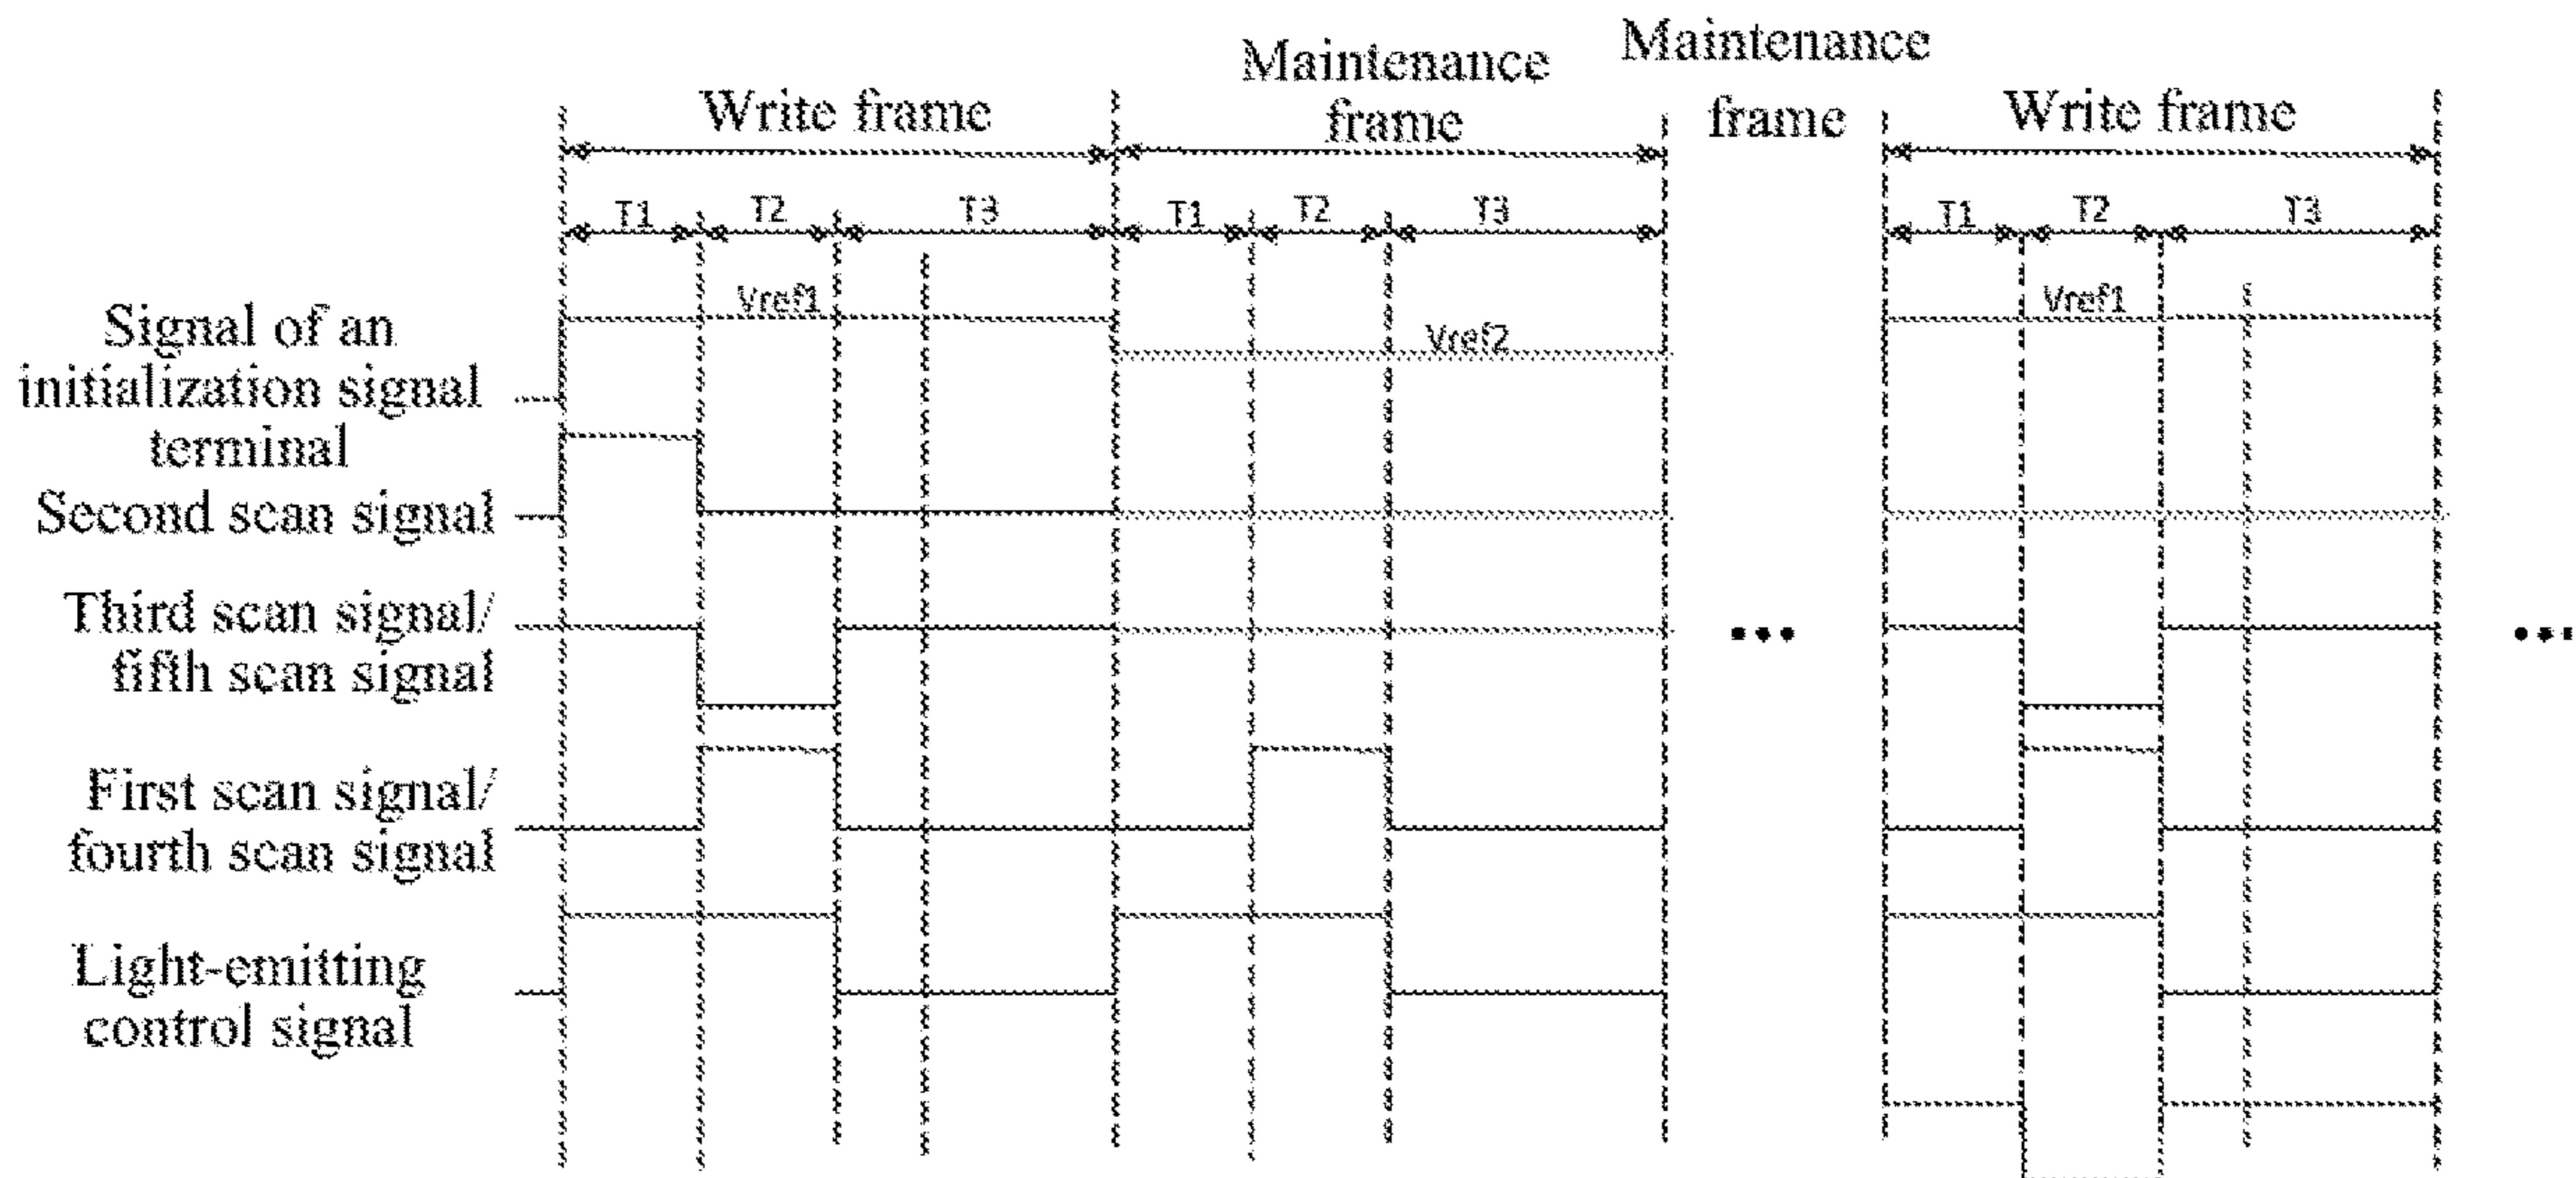 Maintenance
frame
Maintenance
frame
Write frame
Write frame
T1 T2 T3 T1 T2 T3 T1 T2 T3
Vref1
Vref2
Vref1
Signal of an
initialization signal
terminal
Second scan signal
Third scan signal/
fifth scan signal
...
...
First scan signal/
fourth scan signal
Light-emitting
control signal